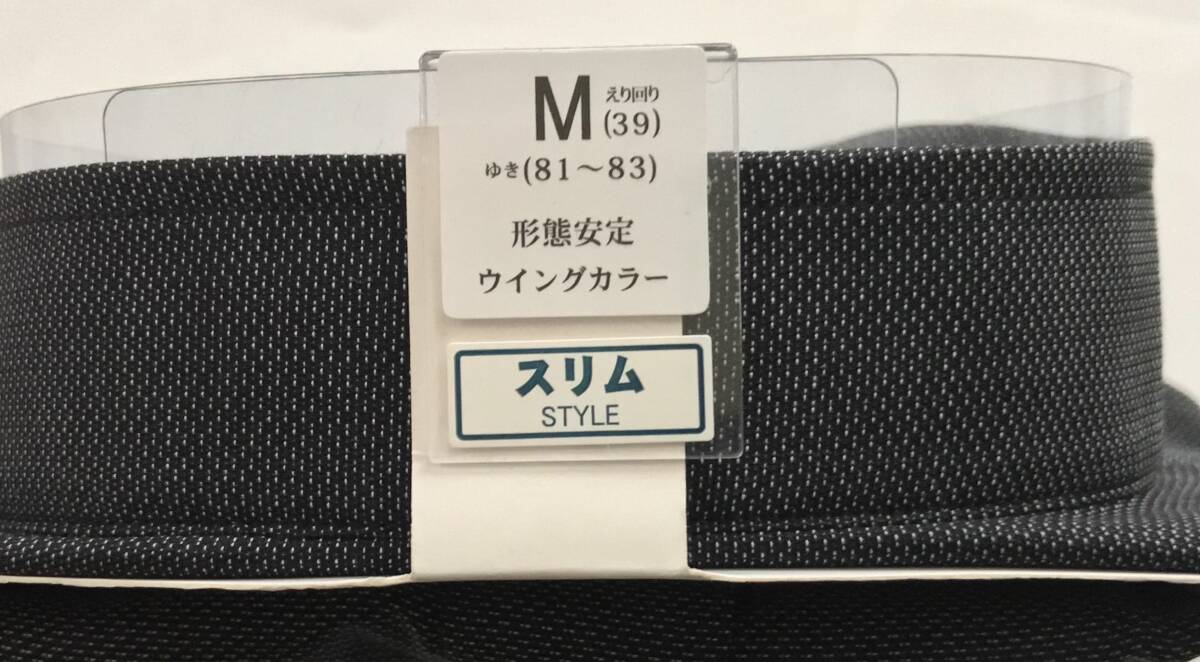 M えり回り (39)
ゆき(81〜83)
形態安定
ウイングカラー
スリム
STYLE